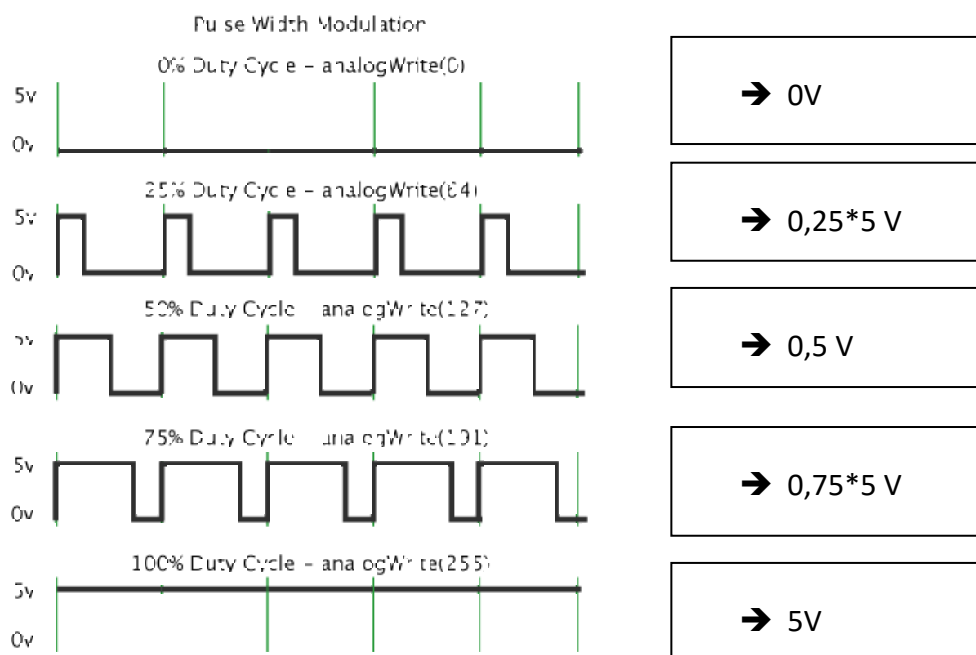 Pulse Width Modulation
0% Duty Cycle – analogWrite(0)
5v
0v
➔ 0V
25% Duty Cycle – analogWrite(64)
5v
0v
➔ 0,25*5 V
50% Duty Cycle – analogWrite(127)
5v
0v
➔ 0,5 V
75% Duty Cycle – analogWrite(191)
5v
0v
➔ 0,75*5 V
100% Duty Cycle – analogWrite(255)
5v
0v
➔ 5V